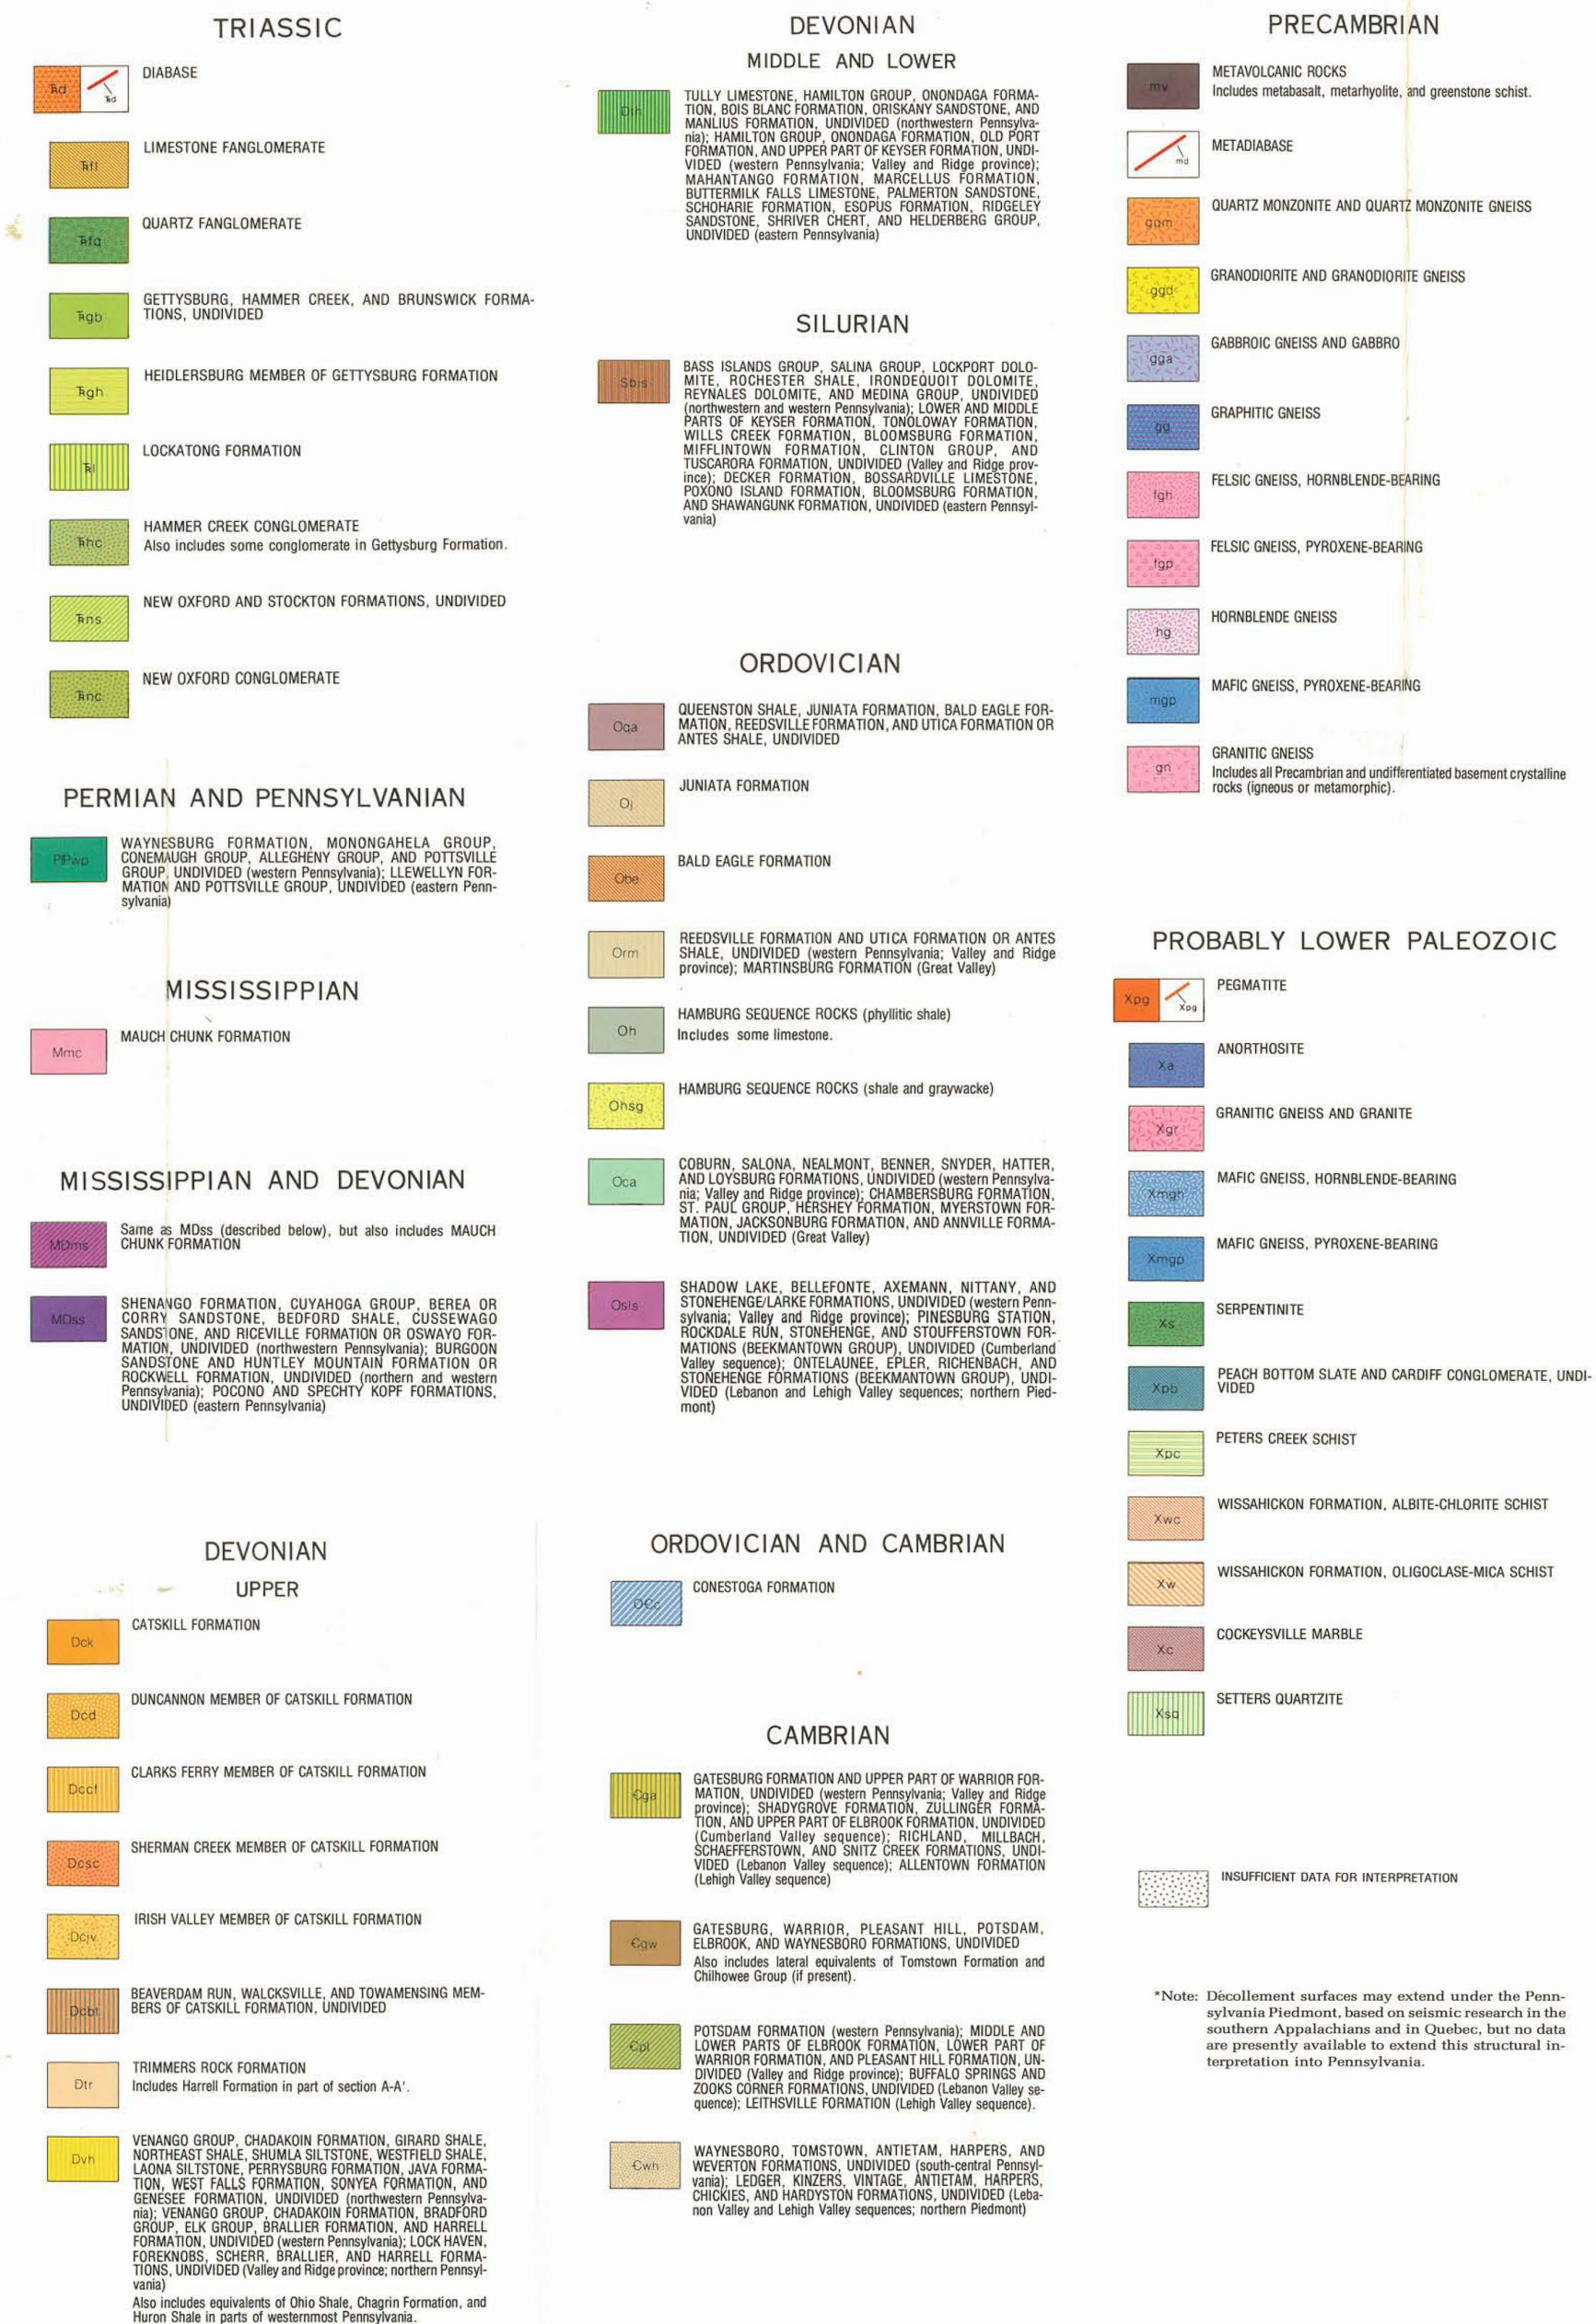 TRIASSIC
Ꞧd
Ꞧd
DIABASE
Ꞧfl
LIMESTONE FANGLOMERATE
Ꞧfq
QUARTZ FANGLOMERATE
Ꞧgb
GETTYSBURG, HAMMER CREEK, AND BRUNSWICK FORMA-
TIONS, UNDIVIDED
Ꞧgh
HEIDLERSBURG MEMBER OF GETTYSBURG FORMATION
Ꞧl
LOCKATONG FORMATION
Ꞧhc
HAMMER CREEK CONGLOMERATE
Also includes some conglomerate in Gettysburg Formation.
Ꞧns
NEW OXFORD AND STOCKTON FORMATIONS, UNDIVIDED
Ꞧnc
NEW OXFORD CONGLOMERATE
PERMIAN AND PENNSYLVANIAN
PIPwp
WAYNESBURG FORMATION, MONONGAHELA GROUP,
CONEMAUGH GROUP, ALLEGHENY GROUP, AND POTTSVILLE
GROUP, UNDIVIDED (western Pennsylvania); LLEWELLYN FOR-
MATION AND POTTSVILLE GROUP, UNDIVIDED (eastern Penn-
sylvania)
MISSISSIPPIAN
Mmc
MAUCH CHUNK FORMATION
MISSISSIPPIAN AND DEVONIAN
MDms
Same as MDss (described below), but also includes MAUCH
CHUNK FORMATION
MDss
SHENANGO FORMATION, CUYAHOGA GROUP, BEREA OR
CORRY SANDSTONE, BEDFORD SHALE, CUSSEWAGO
SANDSTONE, AND RICEVILLE FORMATION OR OSWAYO FOR-
MATION, UNDIVIDED (northwestern Pennsylvania); BURGOON
SANDSTONE AND HUNTLEY MOUNTAIN FORMATION OR
ROCKWELL FORMATION, UNDIVIDED (northern and western
Pennsylvania); POCONO AND SPECHTY KOPF FORMATIONS,
UNDIVIDED (eastern Pennsylvania)
DEVONIAN
UPPER
Dck
CATSKILL FORMATION
Dcd
DUNCANNON MEMBER OF CATSKILL FORMATION
Dccf
CLARKS FERRY MEMBER OF CATSKILL FORMATION
Dcsc
SHERMAN CREEK MEMBER OF CATSKILL FORMATION
Dciv
IRISH VALLEY MEMBER OF CATSKILL FORMATION
Dcbt
BEAVERDAM RUN, WALCKSVILLE, AND TOWAMENSING MEM-
BERS OF CATSKILL FORMATION, UNDIVIDED
Dtr
TRIMMERS ROCK FORMATION
Includes Harrell Formation in part of section A-A'.
Dvh
VENANGO GROUP, CHADAKOIN FORMATION, GIRARD SHALE,
NORTHEAST SHALE, SHUMLA SILTSTONE, WESTFIELD SHALE,
LAONA SILTSTONE, PERRYSBURG FORMATION, JAVA FORMA-
TION, WEST FALLS FORMATION, SONYEA FORMATION, AND
GENESEE FORMATION, UNDIVIDED (northwestern Pennsylva-
nia); VENANGO GROUP, CHADAKOIN FORMATION, BRADFORD
GROUP, ELK GROUP, BRALLIER FORMATION, AND HARRELL
FORMATION, UNDIVIDED (western Pennsylvania); LOCK HAVEN,
FOREKNOBS, SCHERR, BRALLIER, AND HARRELL FORMA-
TIONS, UNDIVIDED (Valley and Ridge province; northern Pennsyl-
vania)
Also includes equivalents of Ohio Shale, Chagrin Formation, and
Huron Shale in parts of westernmost Pennsylvania.
DEVONIAN
MIDDLE AND LOWER
Dth
TULLY LIMESTONE, HAMILTON GROUP, ONONDAGA FORMA-
TION, BOIS BLANC FORMATION, ORISKANY SANDSTONE, AND
MANLIUS FORMATION, UNDIVIDED (northwestern Pennsylva-
nia); HAMILTON GROUP, ONONDAGA FORMATION, OLD PORT
FORMATION, AND UPPER PART OF KEYSER FORMATION, UNDI-
VIDED (western Pennsylvania; Valley and Ridge province);
MAHANTANGO FORMATION, MARCELLUS FORMATION,
BUTTERMILK FALLS LIMESTONE, PALMERTON SANDSTONE,
SCHOHARIE FORMATION, ESOPUS FORMATION, RIDGELEY
SANDSTONE, SHRIVER CHERT, AND HELDERBERG GROUP,
UNDIVIDED (eastern Pennsylvania)
SILURIAN
Sbis
BASS ISLANDS GROUP, SALINA GROUP, LOCKPORT DOLO-
MITE, ROCHESTER SHALE, IRONDEQUOIT DOLOMITE,
REYNALES DOLOMITE, AND MEDINA GROUP, UNDIVIDED
(northwestern and western Pennsylvania); LOWER AND MIDDLE
PARTS OF KEYSER FORMATION, TONOLOWAY FORMATION,
WILLS CREEK FORMATION, BLOOMSBURG FORMATION,
MIFFLINTOWN FORMATION, CLINTON GROUP, AND
TUSCARORA FORMATION, UNDIVIDED (Valley and Ridge prov-
ince); DECKER FORMATION, BOSSARDVILLE LIMESTONE,
POXONO ISLAND FORMATION, BLOOMSBURG FORMATION,
AND SHAWANGUNK FORMATION, UNDIVIDED (eastern Pennsyl-
vania)
ORDOVICIAN
Oqa
QUEENSTON SHALE, JUNIATA FORMATION, BALD EAGLE FOR-
MATION, REEDSVILLE FORMATION, AND UTICA FORMATION OR
ANTES SHALE, UNDIVIDED
Oj
JUNIATA FORMATION
Obe
BALD EAGLE FORMATION
Orm
REEDSVILLE FORMATION AND UTICA FORMATION OR ANTES
SHALE, UNDIVIDED (western Pennsylvania; Valley and Ridge
province); MARTINSBURG FORMATION (Great Valley)
Oh
HAMBURG SEQUENCE ROCKS (phyllitic shale)
Includes some limestone.
Ohsg
HAMBURG SEQUENCE ROCKS (shale and graywacke)
Oca
COBURN, SALONA, NEALMONT, BENNER, SNYDER, HATTER,
AND LOYSBURG FORMATIONS, UNDIVIDED (western Pennsylva-
nia; Valley and Ridge province); CHAMBERSBURG FORMATION,
ST. PAUL GROUP, HERSHEY FORMATION, MYERSTOWN FOR-
MATION, JACKSONBURG FORMATION, AND ANNVILLE FORMA-
TION, UNDIVIDED (Great Valley)
Osls
SHADOW LAKE, BELLEFONTE, AXEMANN, NITTANY, AND
STONEHENGE/LARKE FORMATIONS, UNDIVIDED (western Penn-
sylvania; Valley and Ridge province); PINESBURG STATION,
ROCKDALE RUN, STONEHENGE, AND STOUFFERSTOWN FOR-
MATIONS (BEEKMANTOWN GROUP), UNDIVIDED (Cumberland
Valley sequence); ONTELAUNEE, EPLER, RICHENBACH, AND
STONEHENGE FORMATIONS (BEEKMANTOWN GROUP), UNDI-
VIDED (Lebanon and Lehigh Valley sequences; northern Pied-
mont)
ORDOVICIAN AND CAMBRIAN
O€c
CONESTOGA FORMATION
CAMBRIAN
€ga
GATESBURG FORMATION AND UPPER PART OF WARRIOR FOR-
MATION, UNDIVIDED (western Pennsylvania; Valley and Ridge
province); SHADYGROVE FORMATION, ZULLINGER FORMA-
TION, AND UPPER PART OF ELBROOK FORMATION, UNDIVIDED
(Cumberland Valley sequence); RICHLAND, MILLBACH,
SCHAEFFERSTOWN, AND SNITZ CREEK FORMATIONS, UNDI-
VIDED (Lebanon Valley sequence); ALLENTOWN FORMATION
(Lehigh Valley sequence)
€gw
GATESBURG, WARRIOR, PLEASANT HILL, POTSDAM,
ELBROOK, AND WAYNESBORO FORMATIONS, UNDIVIDED
Also includes lateral equivalents of Tomstown Formation and
Chilhowee Group (if present).
€pl
POTSDAM FORMATION (western Pennsylvania); MIDDLE AND
LOWER PARTS OF ELBROOK FORMATION, LOWER PART OF
WARRIOR FORMATION, AND PLEASANT HILL FORMATION, UN-
DIVIDED (Valley and Ridge province); BUFFALO SPRINGS AND
ZOOKS CORNER FORMATIONS, UNDIVIDED (Lebanon Valley se-
quence); LEITHSVILLE FORMATION (Lehigh Valley sequence).
€wh
WAYNESBORO, TOMSTOWN, ANTIETAM, HARPERS, AND
WEVERTON FORMATIONS, UNDIVIDED (south-central Pennsyl-
vania); LEDGER, KINZERS, VINTAGE, ANTIETAM, HARPERS,
CHICKIES, AND HARDYSTON FORMATIONS, UNDIVIDED (Leba-
non Valley and Lehigh Valley sequences; northern Piedmont)
PRECAMBRIAN
mv
METAVOLCANIC ROCKS
Includes metabasalt, metarhyolite, and greenstone schist.
md
METADIABASE
gqm
QUARTZ MONZONITE AND QUARTZ MONZONITE GNEISS
ggd
GRANODIORITE AND GRANODIORITE GNEISS
gga
GABBROIC GNEISS AND GABBRO
gg
GRAPHITIC GNEISS
fgh
FELSIC GNEISS, HORNBLENDE-BEARING
fgp
FELSIC GNEISS, PYROXENE-BEARING
hg
HORNBLENDE GNEISS
mgp
MAFIC GNEISS, PYROXENE-BEARING
gn
GRANITIC GNEISS
Includes all Precambrian and undifferentiated basement crystalline
rocks (igneous or metamorphic).
PROBABLY LOWER PALEOZOIC
Xpg
Xpg
PEGMATITE
Xa
ANORTHOSITE
Xgr
GRANITIC GNEISS AND GRANITE
Xmgh
MAFIC GNEISS, HORNBLENDE-BEARING
Xmgp
MAFIC GNEISS, PYROXENE-BEARING
Xs
SERPENTINITE
Xpb
PEACH BOTTOM SLATE AND CARDIFF CONGLOMERATE, UNDI-
VIDED
Xpc
PETERS CREEK SCHIST
Xwc
WISSAHICKON FORMATION, ALBITE-CHLORITE SCHIST
Xw
WISSAHICKON FORMATION, OLIGOCLASE-MICA SCHIST
Xc
COCKEYSVILLE MARBLE
Xsq
SETTERS QUARTZITE
INSUFFICIENT DATA FOR INTERPRETATION
*Note: Décollement surfaces may extend under the Penn-
sylvania Piedmont, based on seismic research in the
southern Appalachians and in Quebec, but no data
are presently available to extend this structural in-
terpretation into Pennsylvania.